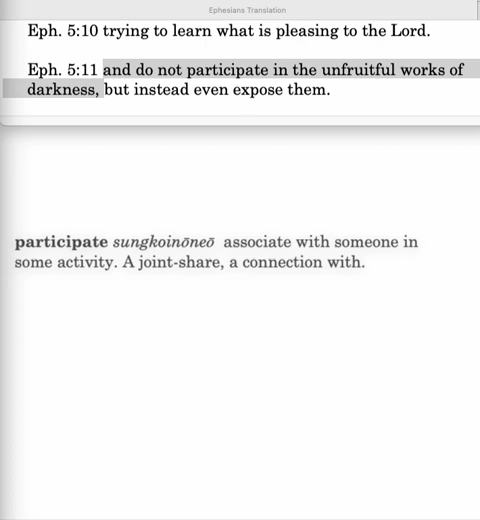 Ephesians Translation
Eph. 5:10 trying to learn what is pleasing to the Lord.
Eph. 5:11 and do not participate in the unfruitful works of
darkness, but instead even expose them.
participate sungkoinōneō associate with someone in
some activity. A joint-share, a connection with.